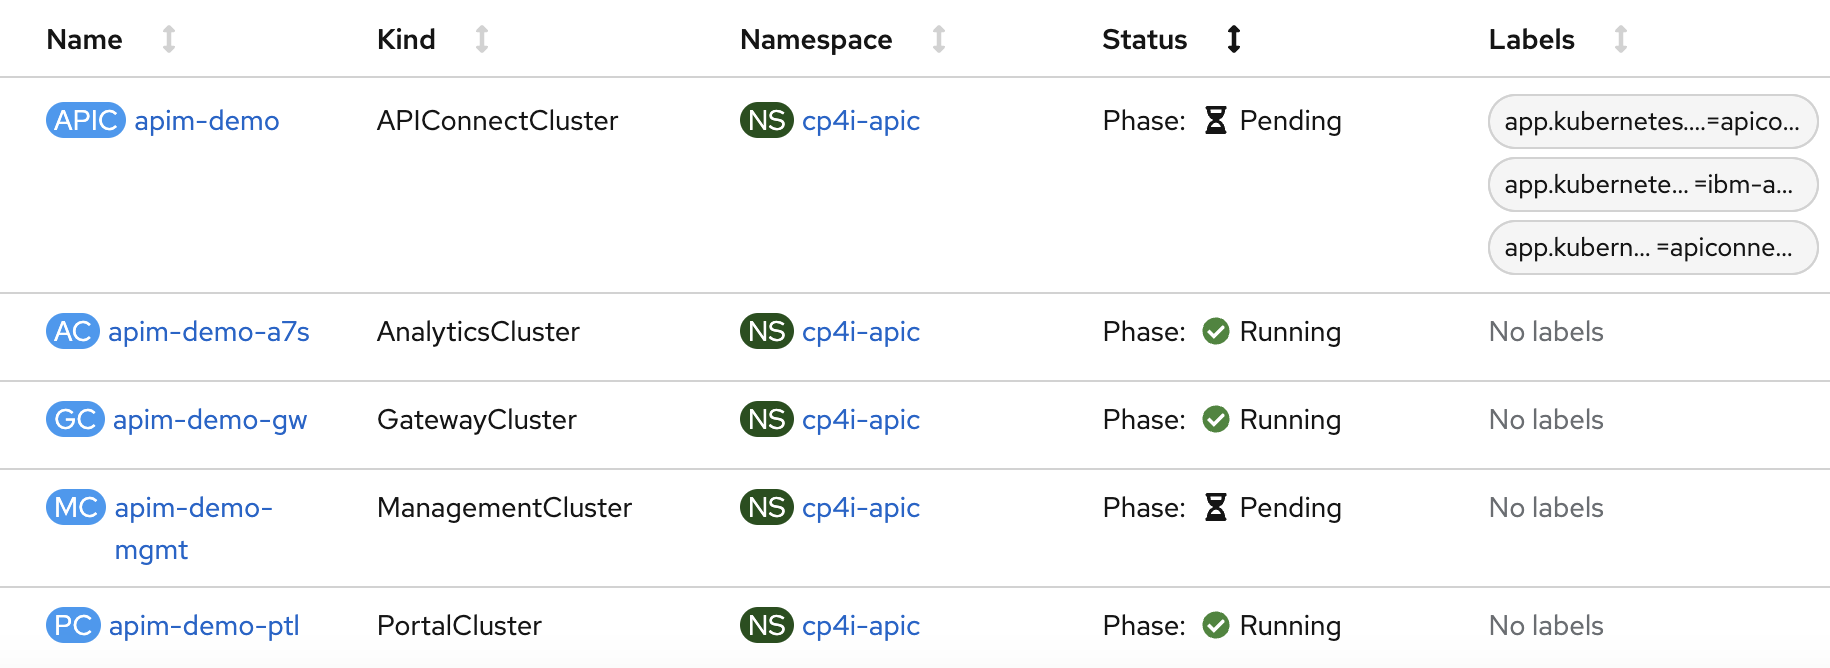 Name Kind Namespace Status Labels
APIC apim-demo APIConnectCluster NS cp4i-apic Phase: Pending app.kubernetes....=apico...
app.kubernete... =ibm-a...
app.kubern... =apiconne...
AC apim-demo-a7s AnalyticsCluster NS cp4i-apic Phase: Running No labels
GC apim-demo-gw GatewayCluster NS cp4i-apic Phase: Running No labels
MC apim-demo- ManagementCluster NS cp4i-apic Phase: Pending No labels
mgmt
PC apim-demo-ptl PortalCluster NS cp4i-apic Phase: Running No labels